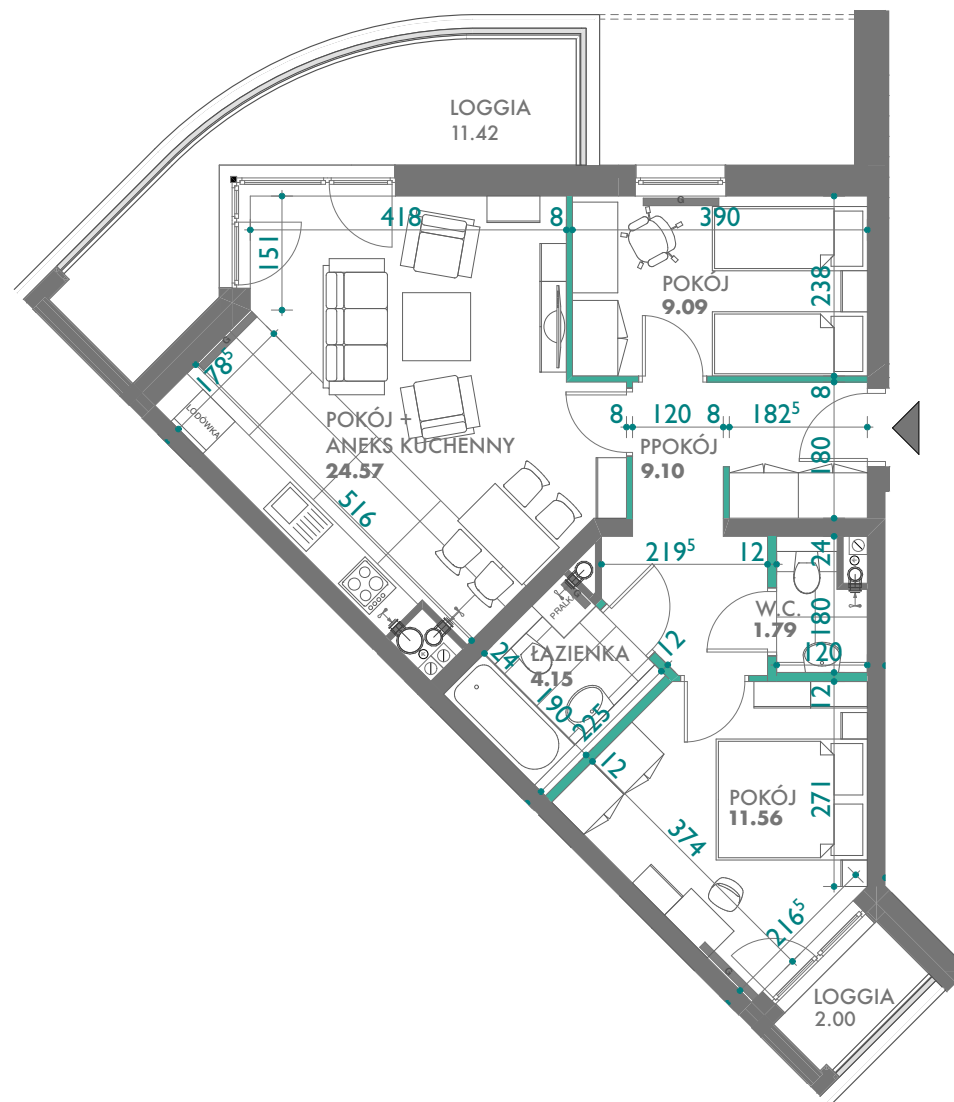 LOGGIA
11.42
418
8
390
G
151
POKÓJ
9.09
238
G
178⁵
LODÓWKA
POKÓJ +
ANEKS KUCHENNY
24.57
8
120
8
182⁵
8
PPOKÓJ
9.10
180
516
219⁵
12
24
G
PRALKA
W.C.
1.79
180
120
ŁAZIENKA
4.15
24
12
190
225
12
12
POKÓJ
11.56
271
374
216⁵
G
LOGGIA
2.00